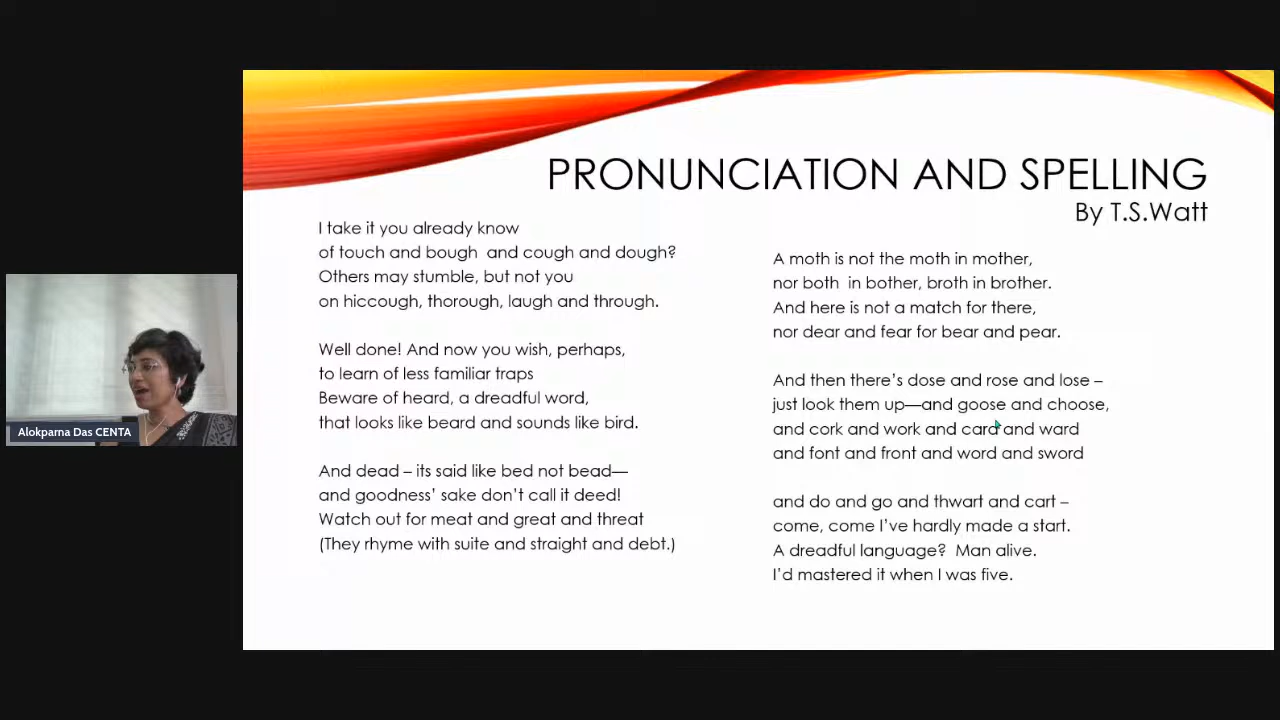 PRONUNCIATION AND SPELLING
By T.S.Watt
I take it you already know
of touch and bough and cough and dough?
Others may stumble, but not you
on hiccough, thorough, laugh and through.
Well done! And now you wish, perhaps,
to learn of less familiar traps
Beware of heard, a dreadful word,
that looks like beard and sounds like bird.
And dead – its said like bed not bead—
and goodness’ sake don’t call it deed!
Watch out for meat and great and threat
(They rhyme with suite and straight and debt.)
A moth is not the moth in mother,
nor both in bother, broth in brother.
And here is not a match for there,
nor dear and fear for bear and pear.
And then there’s dose and rose and lose –
just look them up—and goose and choose,
and cork and work and card and ward
and font and front and word and sword
and do and go and thwart and cart –
come, come I’ve hardly made a start.
A dreadful language? Man alive.
I’d mastered it when I was five.
Alokparna Das CENTA